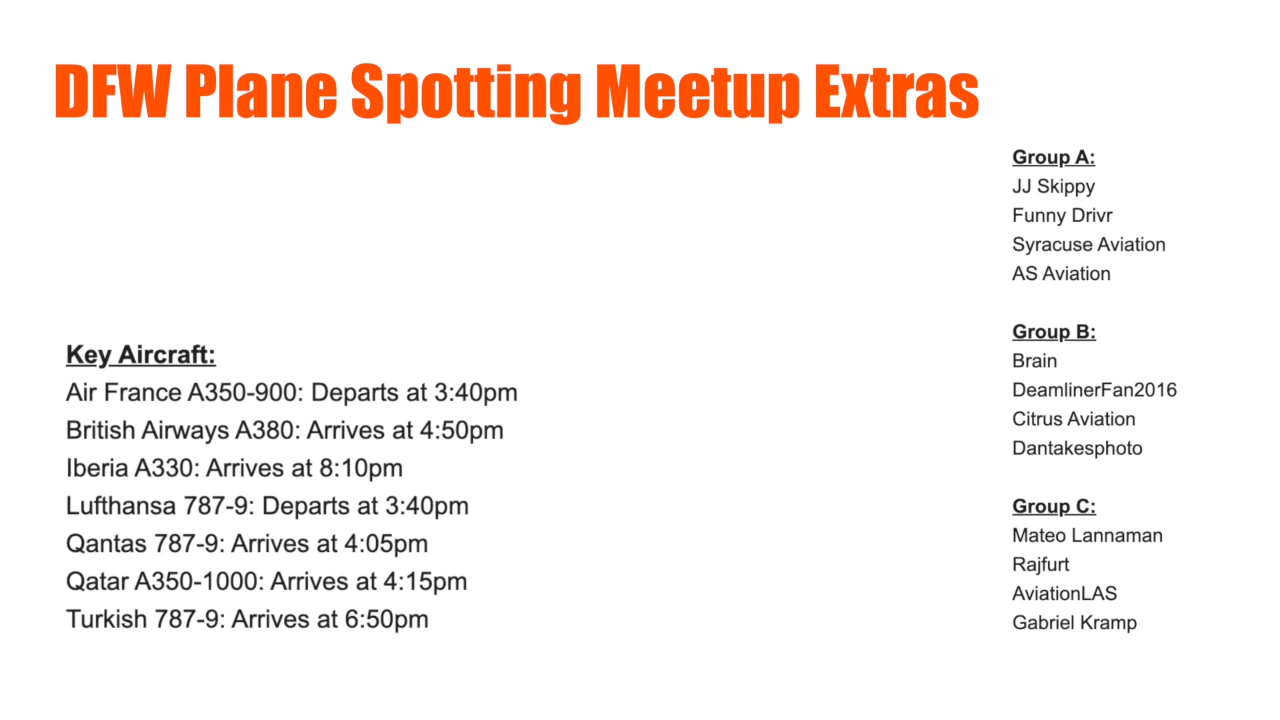 DFW Plane Spotting Meetup Extras
Key Aircraft:
Air France A350-900: Departs at 3:40pm
British Airways A380: Arrives at 4:50pm
Iberia A330: Arrives at 8:10pm
Lufthansa 787-9: Departs at 3:40pm
Qantas 787-9: Arrives at 4:05pm
Qatar A350-1000: Arrives at 4:15pm
Turkish 787-9: Arrives at 6:50pm
Group A:
JJ Skippy
Funny Drivr
Syracuse Aviation
AS Aviation
Group B:
Brain
DeamlinerFan2016
Citrus Aviation
Dantakesphoto
Group C:
Mateo Lannaman
Rajfurt
AviationLAS
Gabriel Kramp